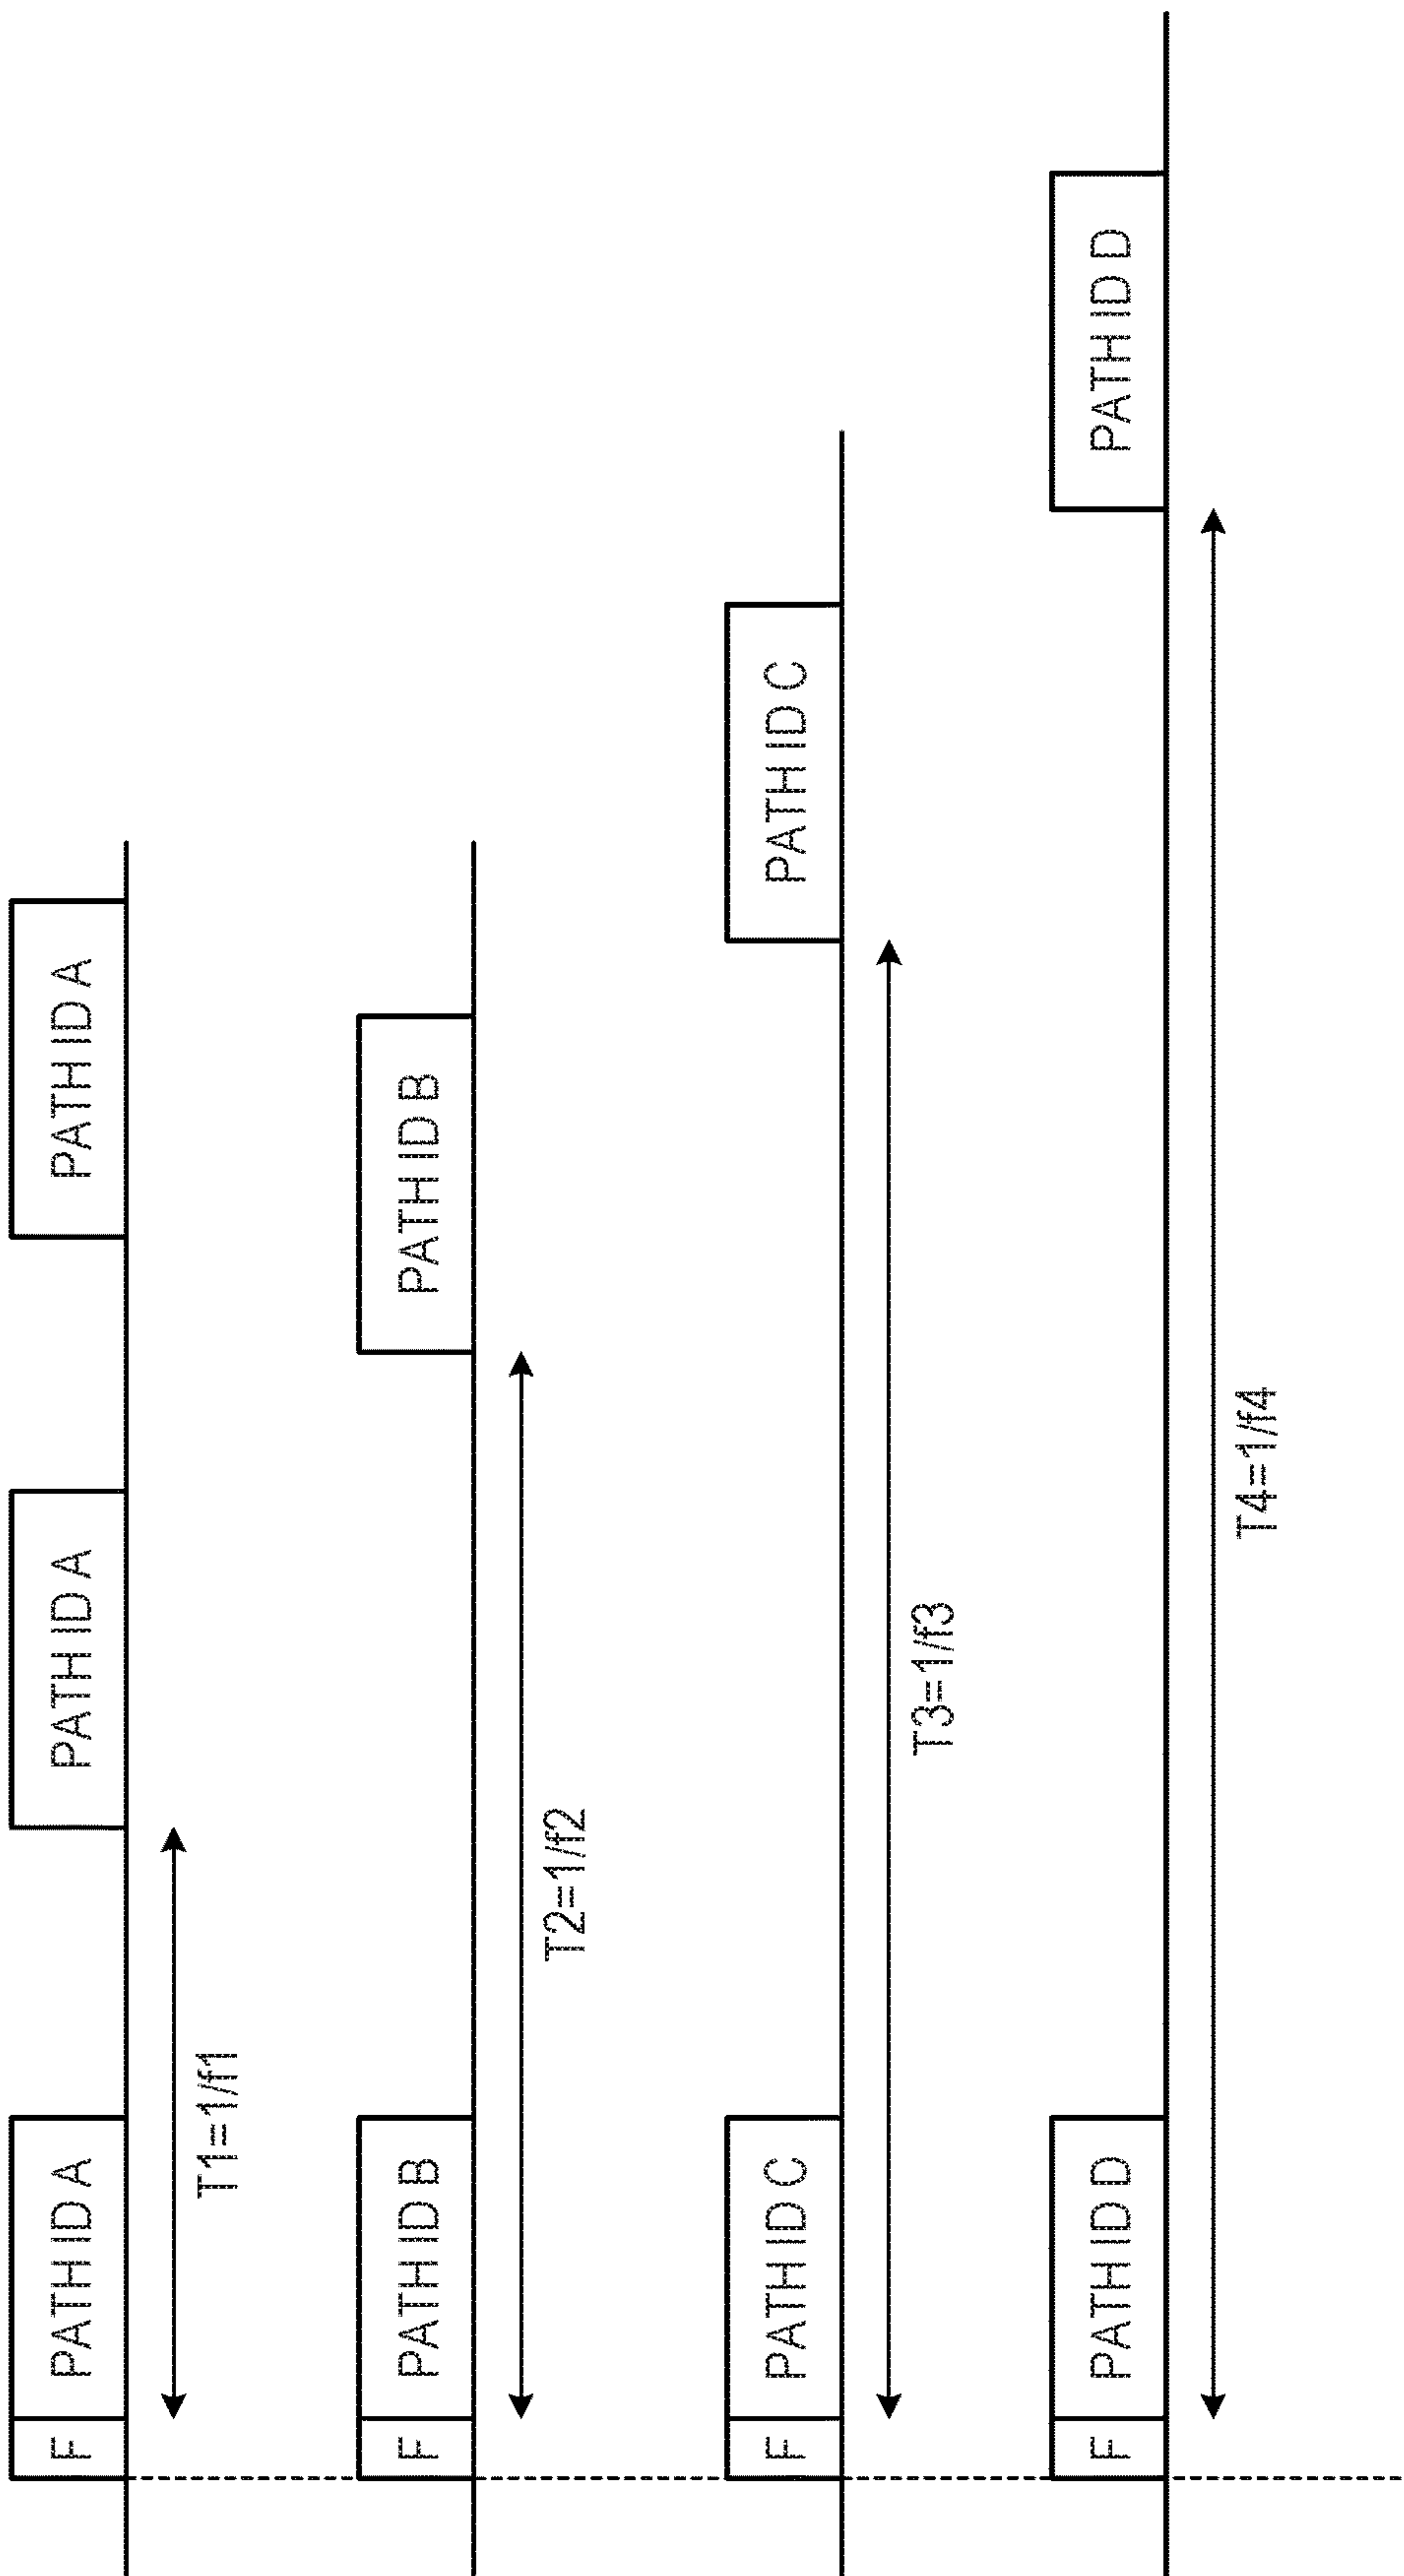 F PATH ID A PATH ID A PATH ID A
T1=1/f1
F PATH ID B PATH ID B
T2=1/f2
F PATH ID C PATH ID C
T3=1/f3
F PATH ID D PATH ID D
T4=1/f4